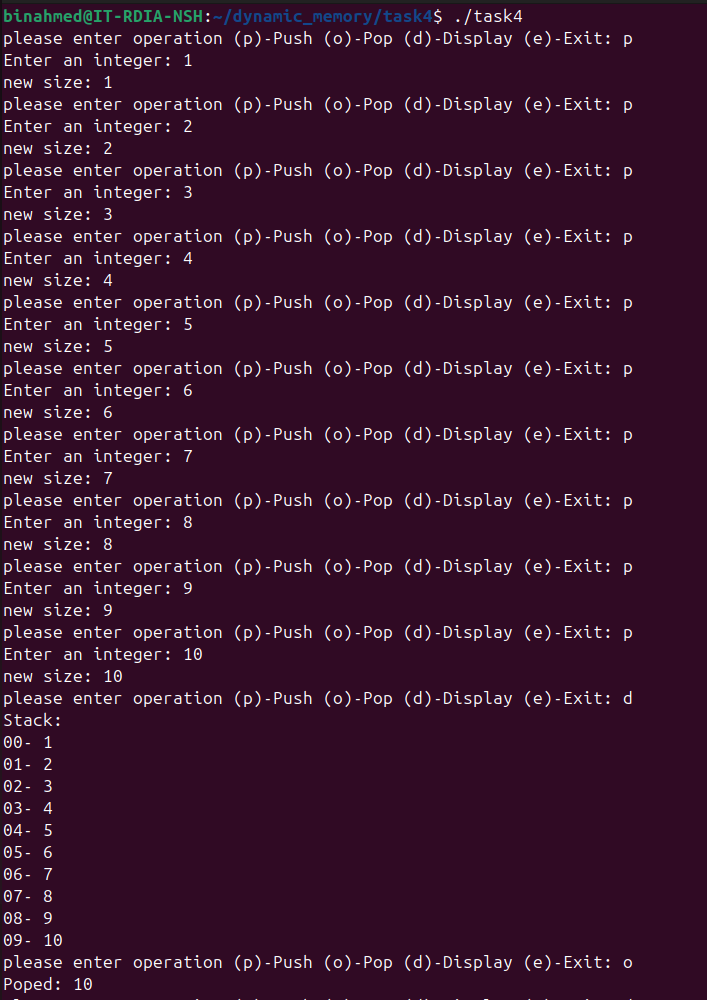 binahmed@IT-RDIA-NSH:~/dynamic_memory/task4$ ./task4
please enter operation (p)-Push (o)-Pop (d)-Display (e)-Exit: p
Enter an integer: 1
new size: 1
please enter operation (p)-Push (o)-Pop (d)-Display (e)-Exit: p
Enter an integer: 2
new size: 2
please enter operation (p)-Push (o)-Pop (d)-Display (e)-Exit: p
Enter an integer: 3
new size: 3
please enter operation (p)-Push (o)-Pop (d)-Display (e)-Exit: p
Enter an integer: 4
new size: 4
please enter operation (p)-Push (o)-Pop (d)-Display (e)-Exit: p
Enter an integer: 5
new size: 5
please enter operation (p)-Push (o)-Pop (d)-Display (e)-Exit: p
Enter an integer: 6
new size: 6
please enter operation (p)-Push (o)-Pop (d)-Display (e)-Exit: p
Enter an integer: 7
new size: 7
please enter operation (p)-Push (o)-Pop (d)-Display (e)-Exit: p
Enter an integer: 8
new size: 8
please enter operation (p)-Push (o)-Pop (d)-Display (e)-Exit: p
Enter an integer: 9
new size: 9
please enter operation (p)-Push (o)-Pop (d)-Display (e)-Exit: p
Enter an integer: 10
new size: 10
please enter operation (p)-Push (o)-Pop (d)-Display (e)-Exit: d
Stack:
00- 1
01- 2
02- 3
03- 4
04- 5
05- 6
06- 7
07- 8
08- 9
09- 10
please enter operation (p)-Push (o)-Pop (d)-Display (e)-Exit: o
Poped: 10